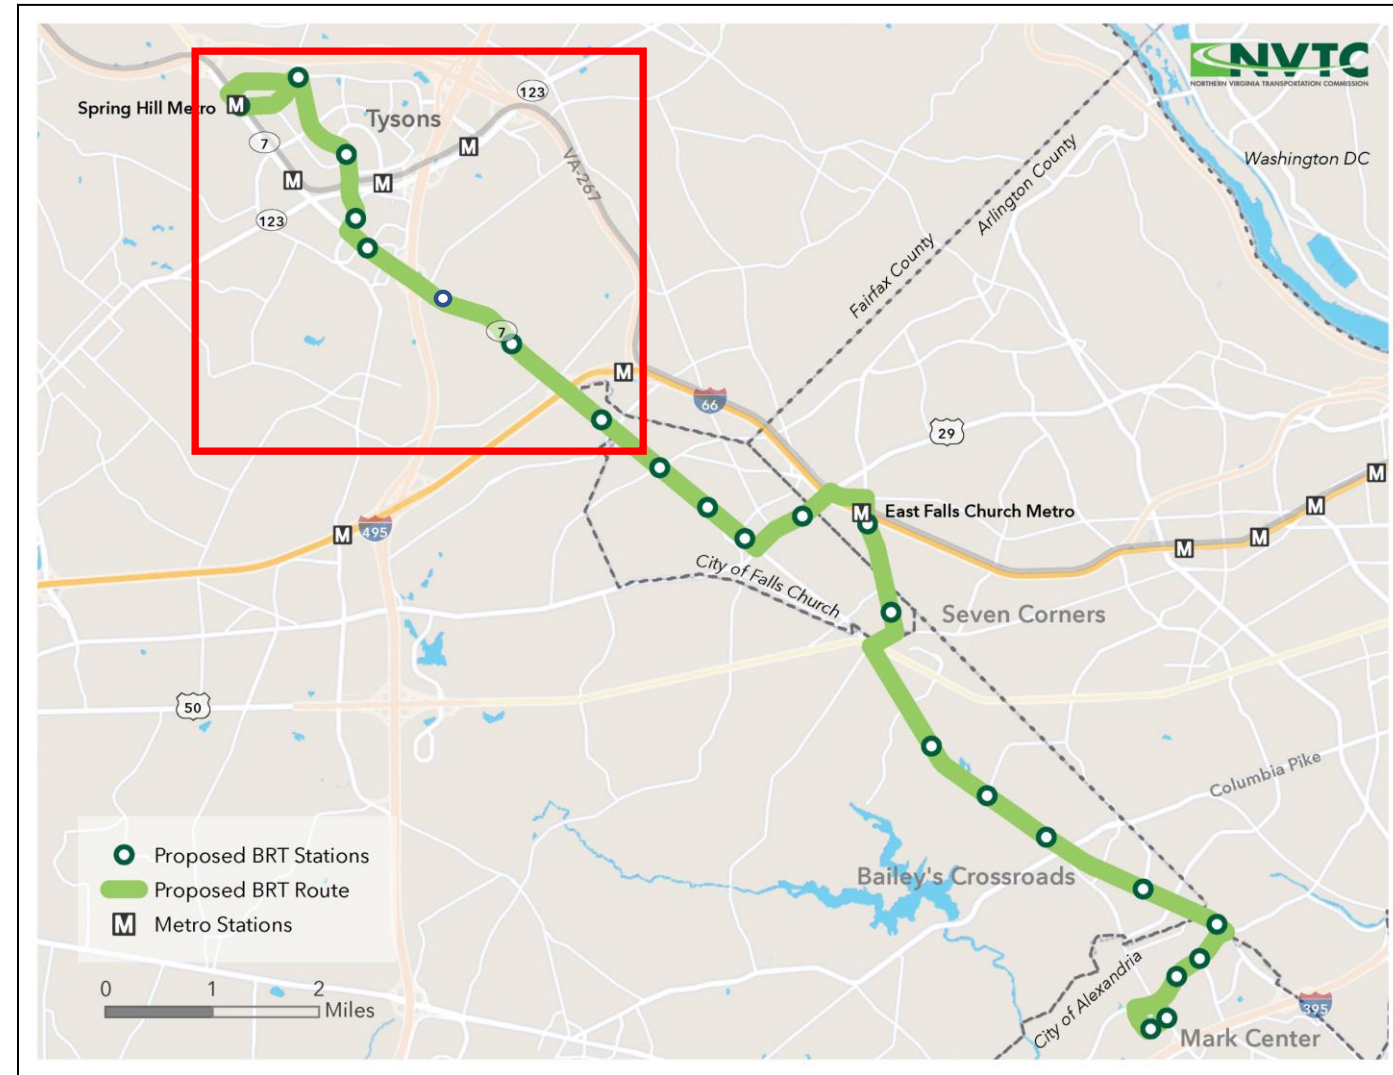 NVTC
NORTHERN VIRGINIA TRANSPORTATION COMMISSION
123
Spring Hill Metro
M
Tysons
7
M
VA-267
Washington DC
M
M
123
Arlington County
Fairfax County
7
M
66
29
M
M
East Falls Church Metro
M
495
M
M
M
City of Falls Church
Seven Corners
50
Columbia Pike
Proposed BRT Stations
Bailey's Crossroads
Proposed BRT Route
M Metro Stations
City of Alexandria
0 1 2
Miles
395
Mark Center